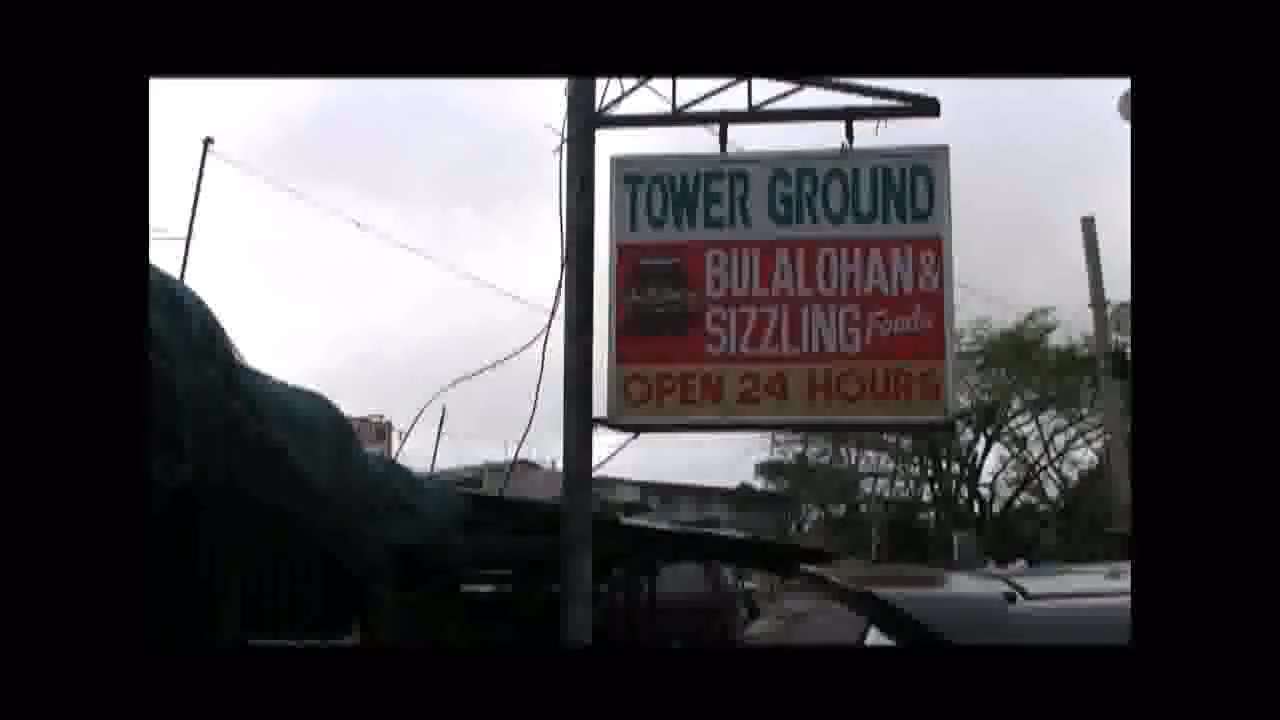 TOWER GROUND
BULALOHAN &
SIZZLING Foods
OPEN 24 HOURS